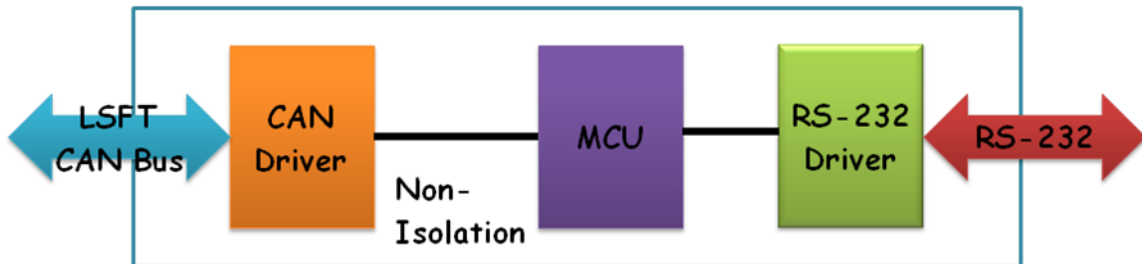 LSFT
CAN Bus
CAN
Driver
Non-
Isolation
MCU
RS-232
Driver
RS-232